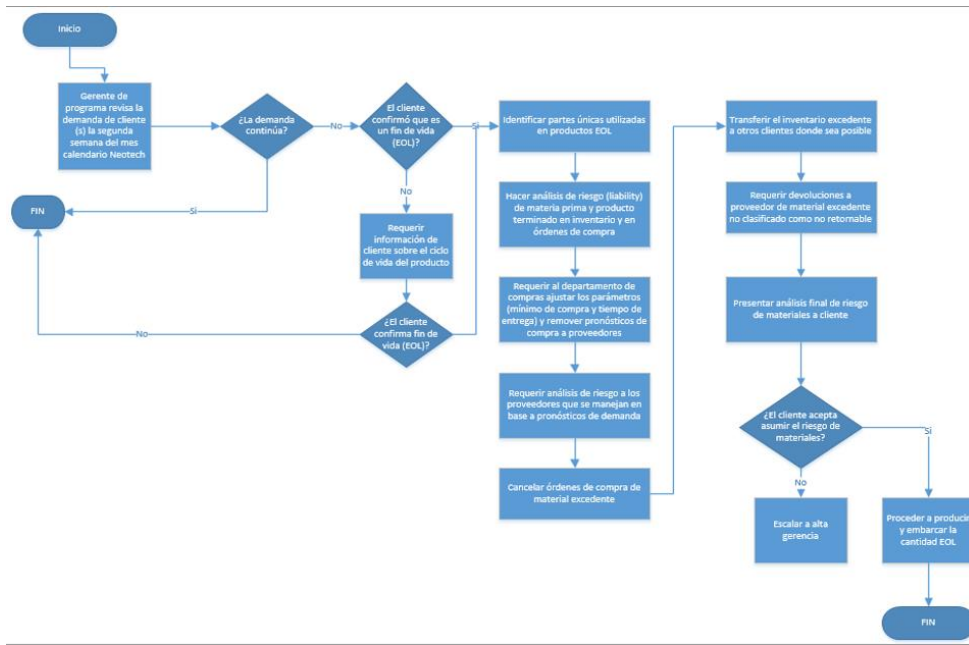 Inicio
Gerente de
programa revisa la
demanda de cliente
(s) la segunda
semana del mes
calendario Neotech
¿La demanda
continúa?
No
Si
FIN
El cliente
confirmó que es
un fin de vida
(EOL)?
Si
No
Requerir
información de
cliente sobre el ciclo
de vida del producto
¿El cliente
confirma fin de
vida (EOL)?
No
Identificar partes únicas utilizadas
en productos EOL
Hacer análisis de riesgo (liability)
de materia prima y producto
terminado en inventario y en
órdenes de compra
Requerir al departamento de
compras ajustar los parámetros
(mínimo de compra y tiempo de
entrega) y remover pronósticos de
compra a proveedores
Requerir análisis de riesgo a los
proveedores que se manejan en
base a pronósticos de demanda
Cancelar órdenes de compra de
material excedente
Transferir el inventario excedente
a otros clientes donde sea posible
Requerir devoluciones a
proveedor de material excedente
no clasificado como no retornable
Presentar análisis final de riesgo
de materiales a cliente
¿El cliente acepta
asumir el riesgo de
materiales?
Si
No
Escalar a alta
gerencia
Proceder a producir
y embarcar la
cantidad EOL
FIN